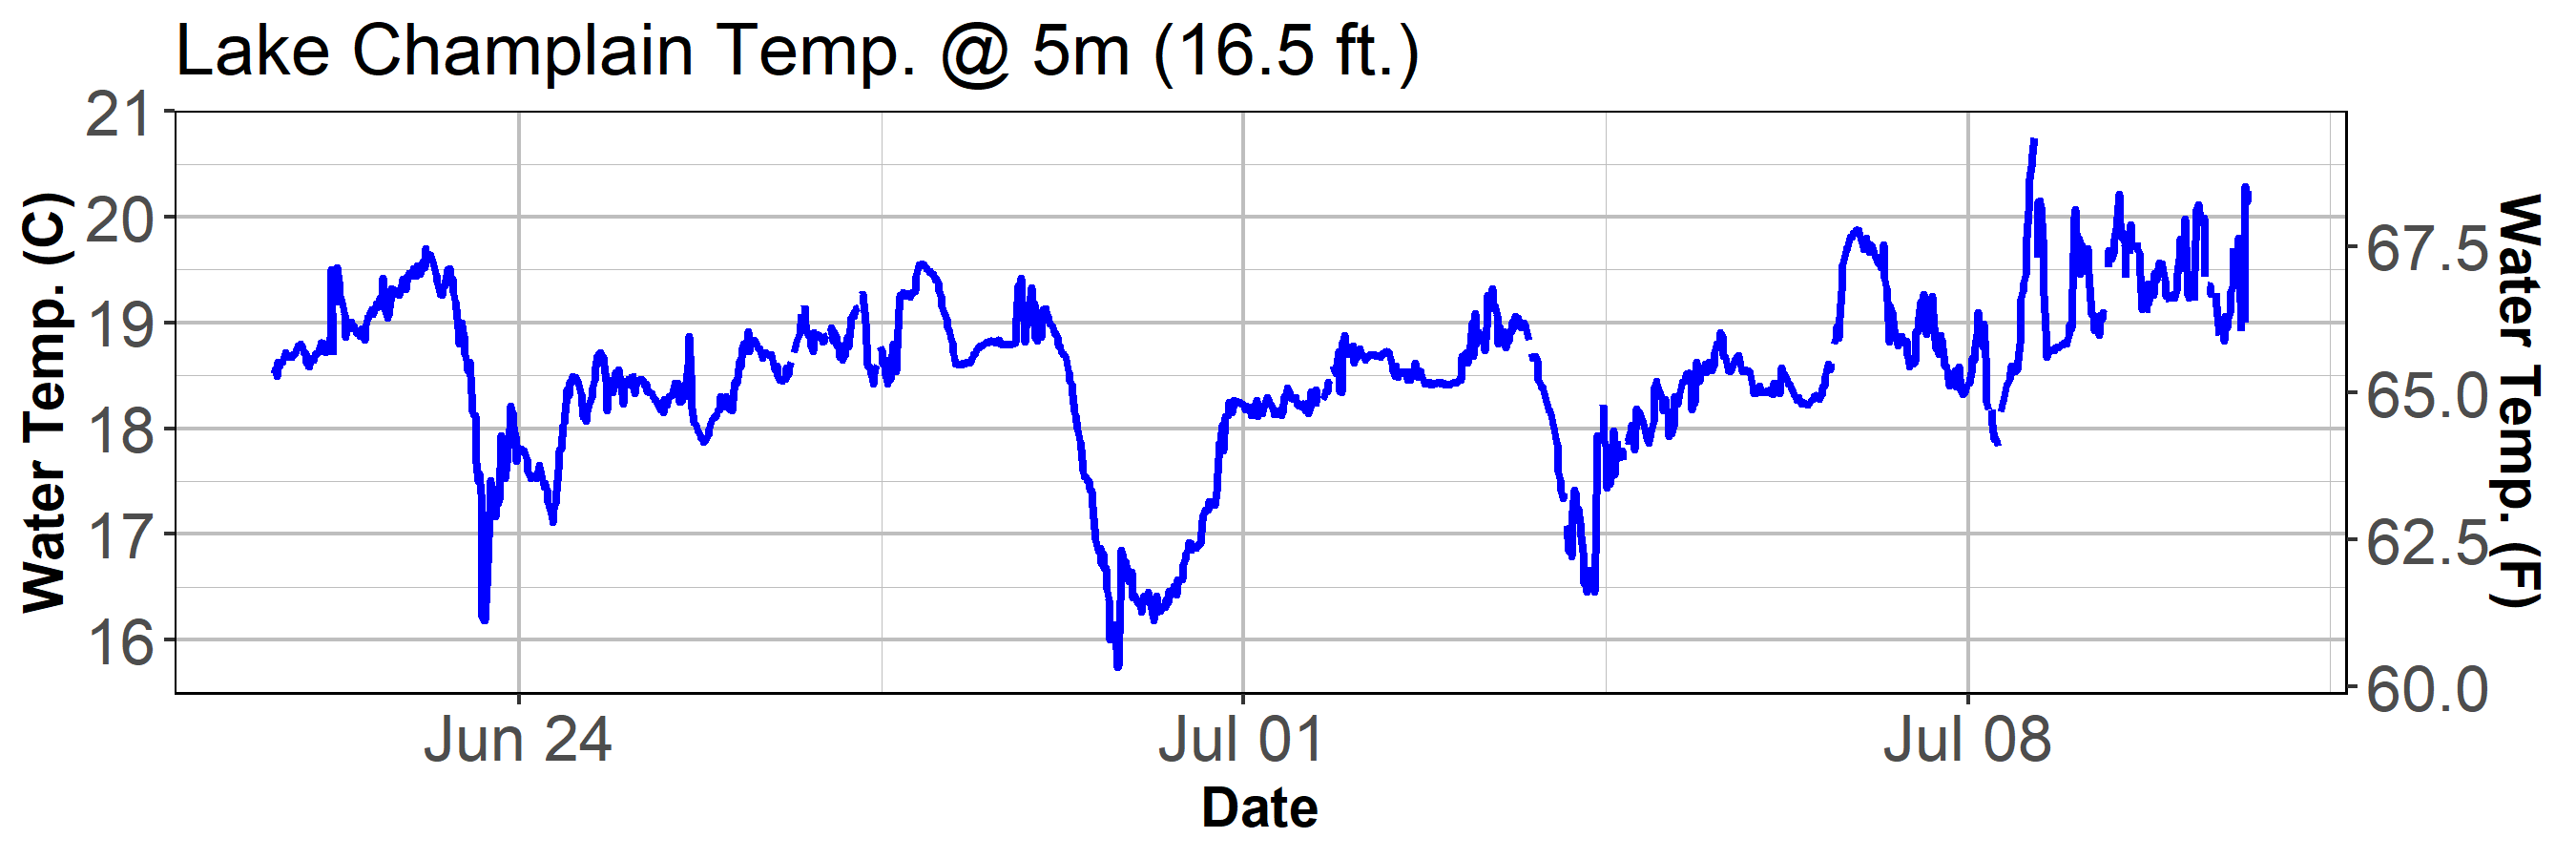 Lake Champlain Temp. @ 5m (16.5 ft.)
Water Temp. (C)
21
20
19
18
17
16
67.5
65.0
62.5
60.0
Water Temp. (F)
Jun 24
Jul 01
Jul 08
Date